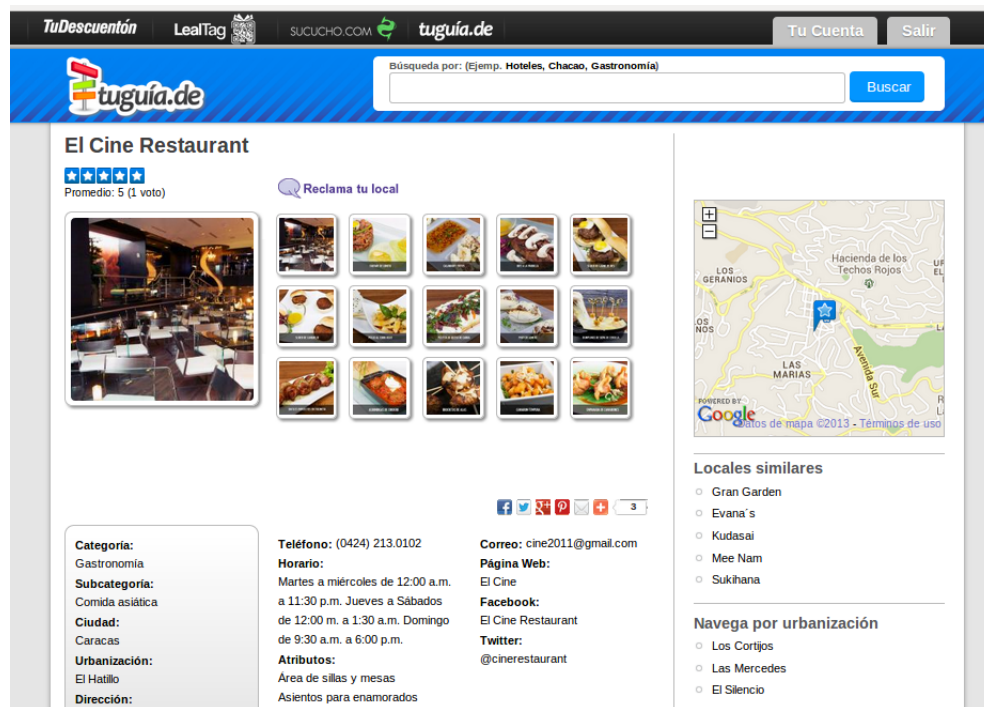 TuDescuentón LealTag SUCUCHO.COM tuguía.de Tu Cuenta Salir
tuguía.de
Búsqueda por: (Ejemp. Hoteles, Chacao, Gastronomía)
Buscar
El Cine Restaurant
Promedio: 5 (1 voto)
Reclama tu local
Hacienda de los
Techos Rojos
LOS
GERANIOS
LAS
MARIAS
Avenida Sur
POWERED BY
Google
Datos de mapa ©2013 - Términos de uso
3
Categoría:
Gastronomía
Subcategoría:
Comida asiática
Ciudad:
Caracas
Urbanización:
El Hatillo
Dirección:
Teléfono: (0424) 213.0102
Horario:
Martes a miércoles de 12:00 a.m.
a 11:30 p.m. Jueves a Sábados
de 12:00 m. a 1:30 a.m. Domingo
de 9:30 a.m. a 6:00 p.m.
Atributos:
Área de sillas y mesas
Asientos para enamorados
Correo: cine2011@gmail.com
Página Web:
El Cine
Facebook:
El Cine Restaurant
Twitter:
@cinerestaurant
Locales similares
Gran Garden
Evana´s
Kudasai
Mee Nam
Sukihana
Navega por urbanización
Los Cortijos
Las Mercedes
El Silencio